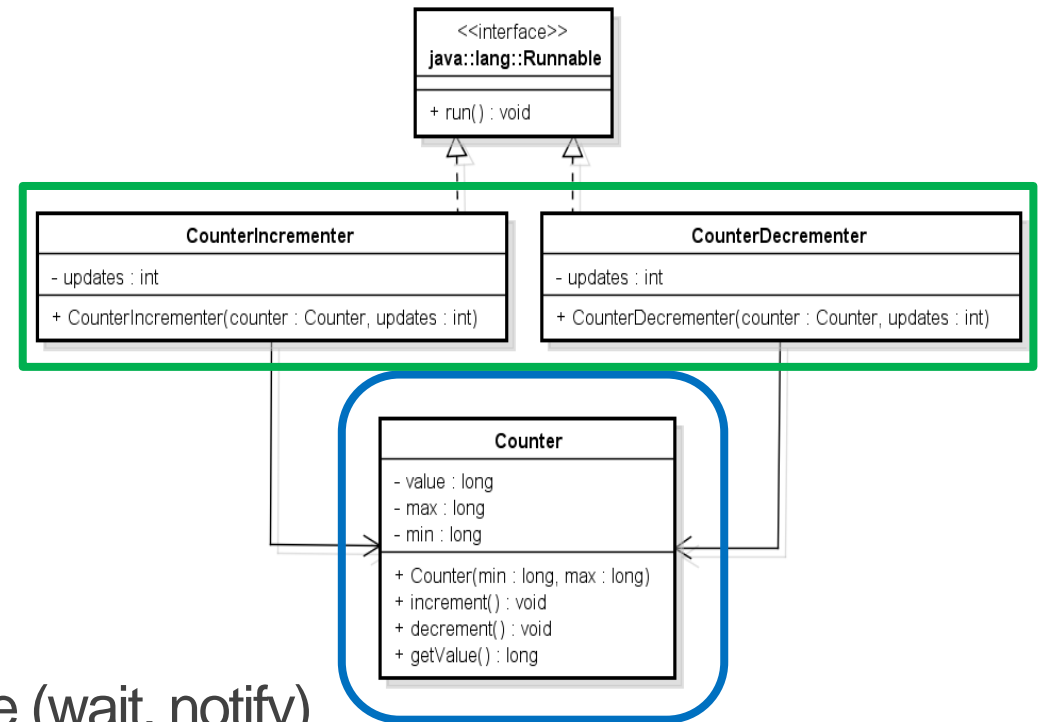 <<interface>>
java::lang::Runnable
+ run() : void
CounterIncrementer
- updates : int
+ CounterIncrementer(counter : Counter, updates : int)
CounterDecrementer
- updates : int
+ CounterDecrementer(counter : Counter, updates : int)
Counter
- value : long
- max : long
- min : long
+ Counter(min : long, max : long)
+ increment() : void
+ decrement() : void
+ getValue() : long
(wait, notify)